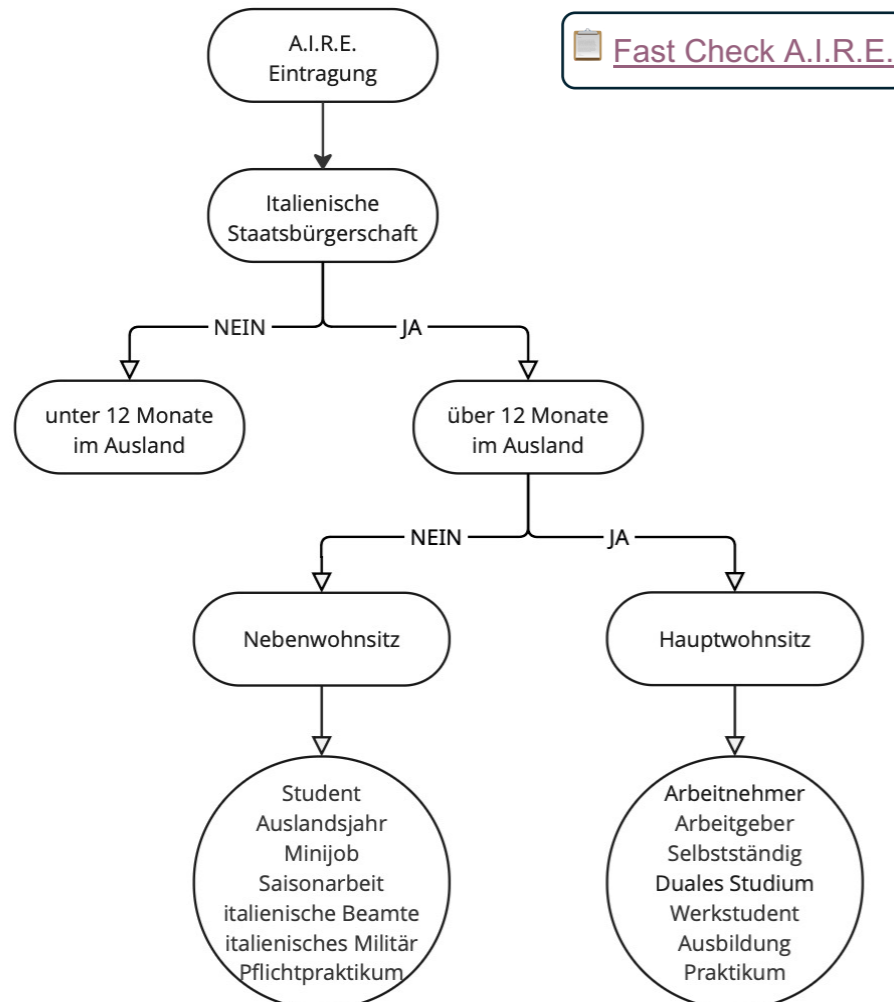 A.I.R.E.
Eintragung
📋 Fast Check A.I.R.E.
Italienische
Staatsbürgerschaft
NEIN
JA
unter 12 Monate
im Ausland
über 12 Monate
im Ausland
NEIN
JA
Nebenwohnsitz
Hauptwohnsitz
Student
Auslandsjahr
Minijob
Saisonarbeit
italienische Beamte
italienisches Militär
Pflichtpraktikum
Arbeitnehmer
Arbeitgeber
Selbstständig
Duales Studium
Werkstudent
Ausbildung
Praktikum